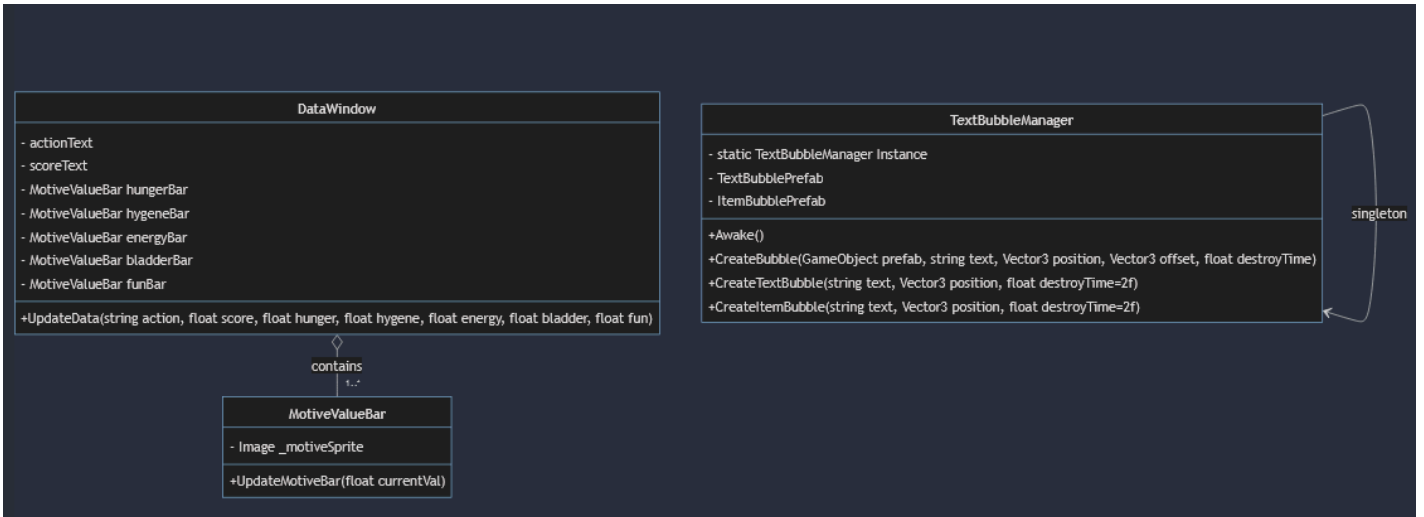 DataWindow
- actionText
- scoreText
- MotiveValueBar hungerBar
- MotiveValueBar hygeneBar
- MotiveValueBar energyBar
- MotiveValueBar bladderBar
- MotiveValueBar funBar
+UpdateData(string action, float score, float hunger, float hygene, float energy, float bladder, float fun)
contains
1..*
MotiveValueBar
- Image _motiveSprite
+UpdateMotiveBar(float currentVal)
TextBubbleManager
- static TextBubbleManager Instance
- TextBubblePrefab
- ItemBubblePrefab
+Awake()
+CreateBubble(GameObject prefab, string text, Vector3 position, Vector3 offset, float destroyTime)
+CreateTextBubble(string text, Vector3 position, float destroyTime=2f)
+CreateItemBubble(string text, Vector3 position, float destroyTime=2f)
singleton